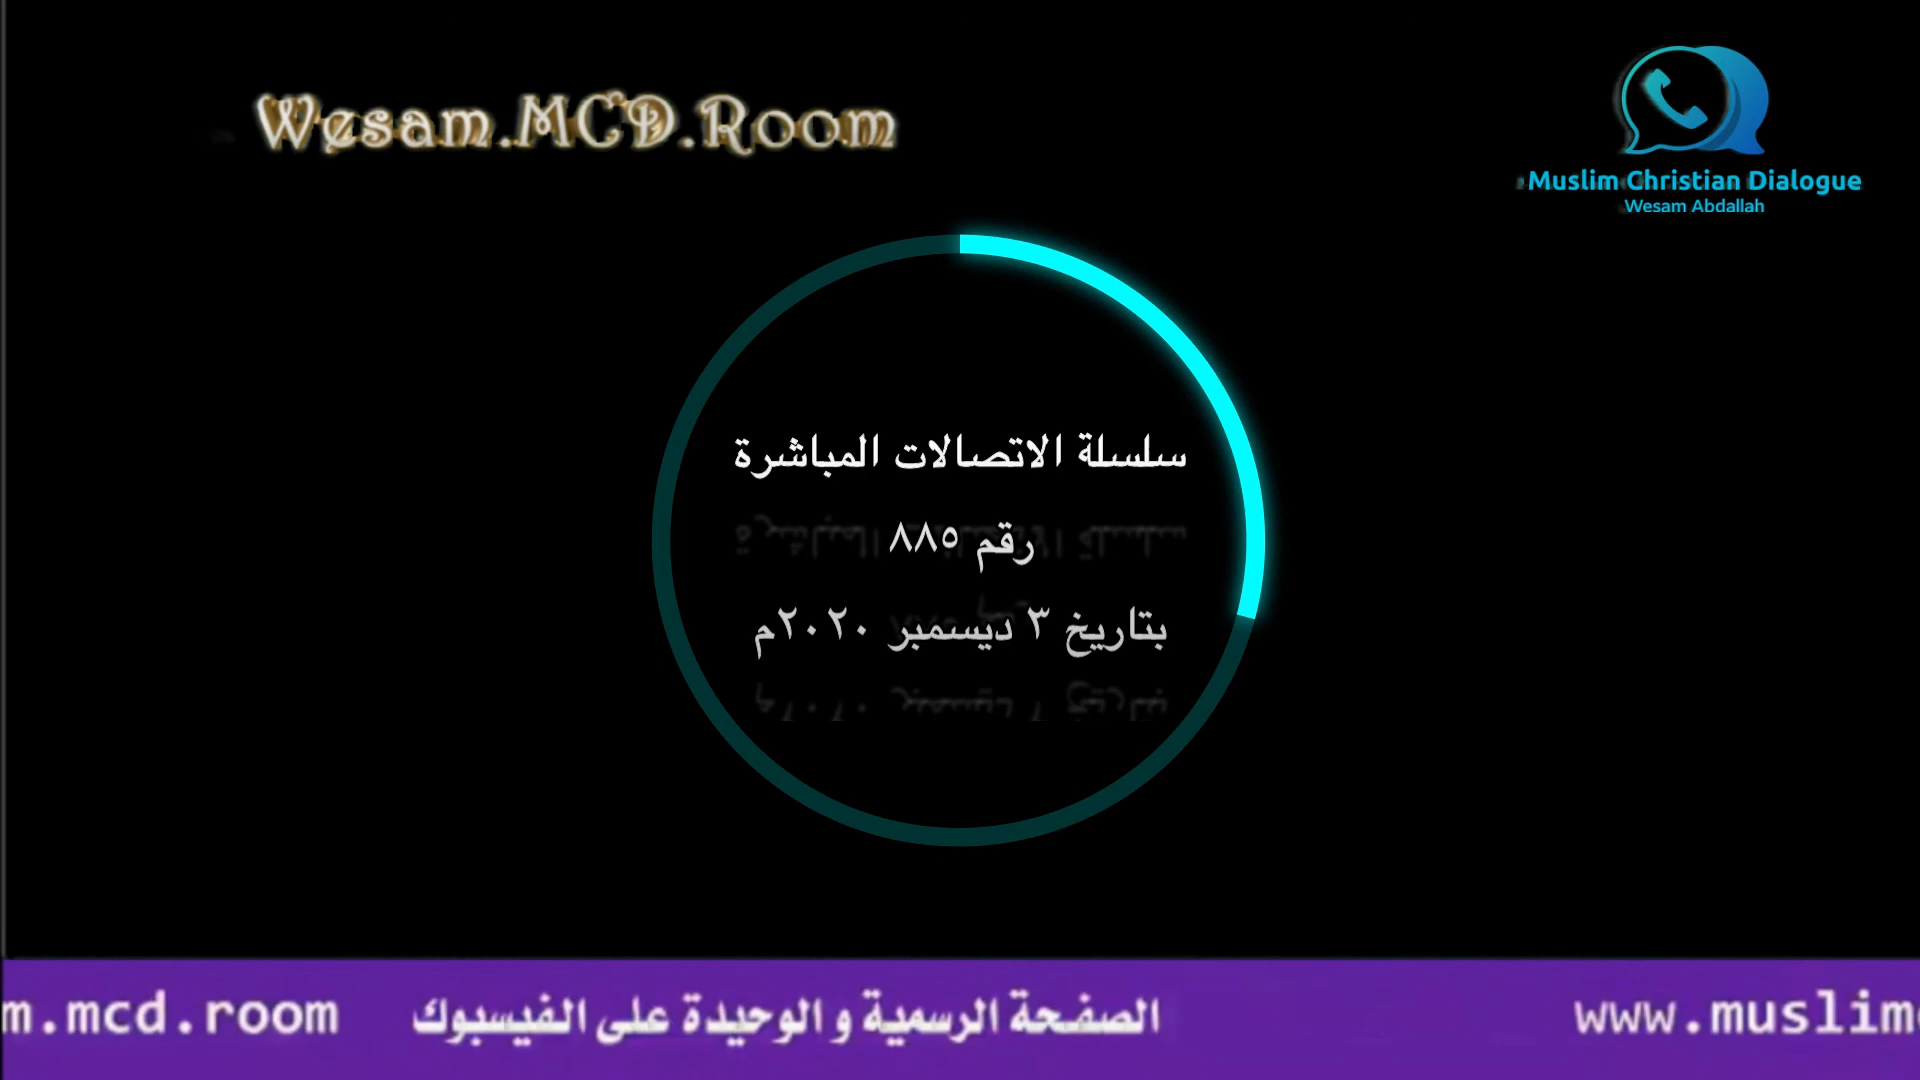 Wesam.MCD.Room
Muslim Christian Dialogue
Wesam Abdallah
سلسلة الاتصالات المباشرة
رقم ٨٨٥
بتاريخ ٣ ديسمبر ٢٠٢٠م
m.mcd.room
الصفحة الرسمية و الوحيدة على الفيسبوك
www.muslim